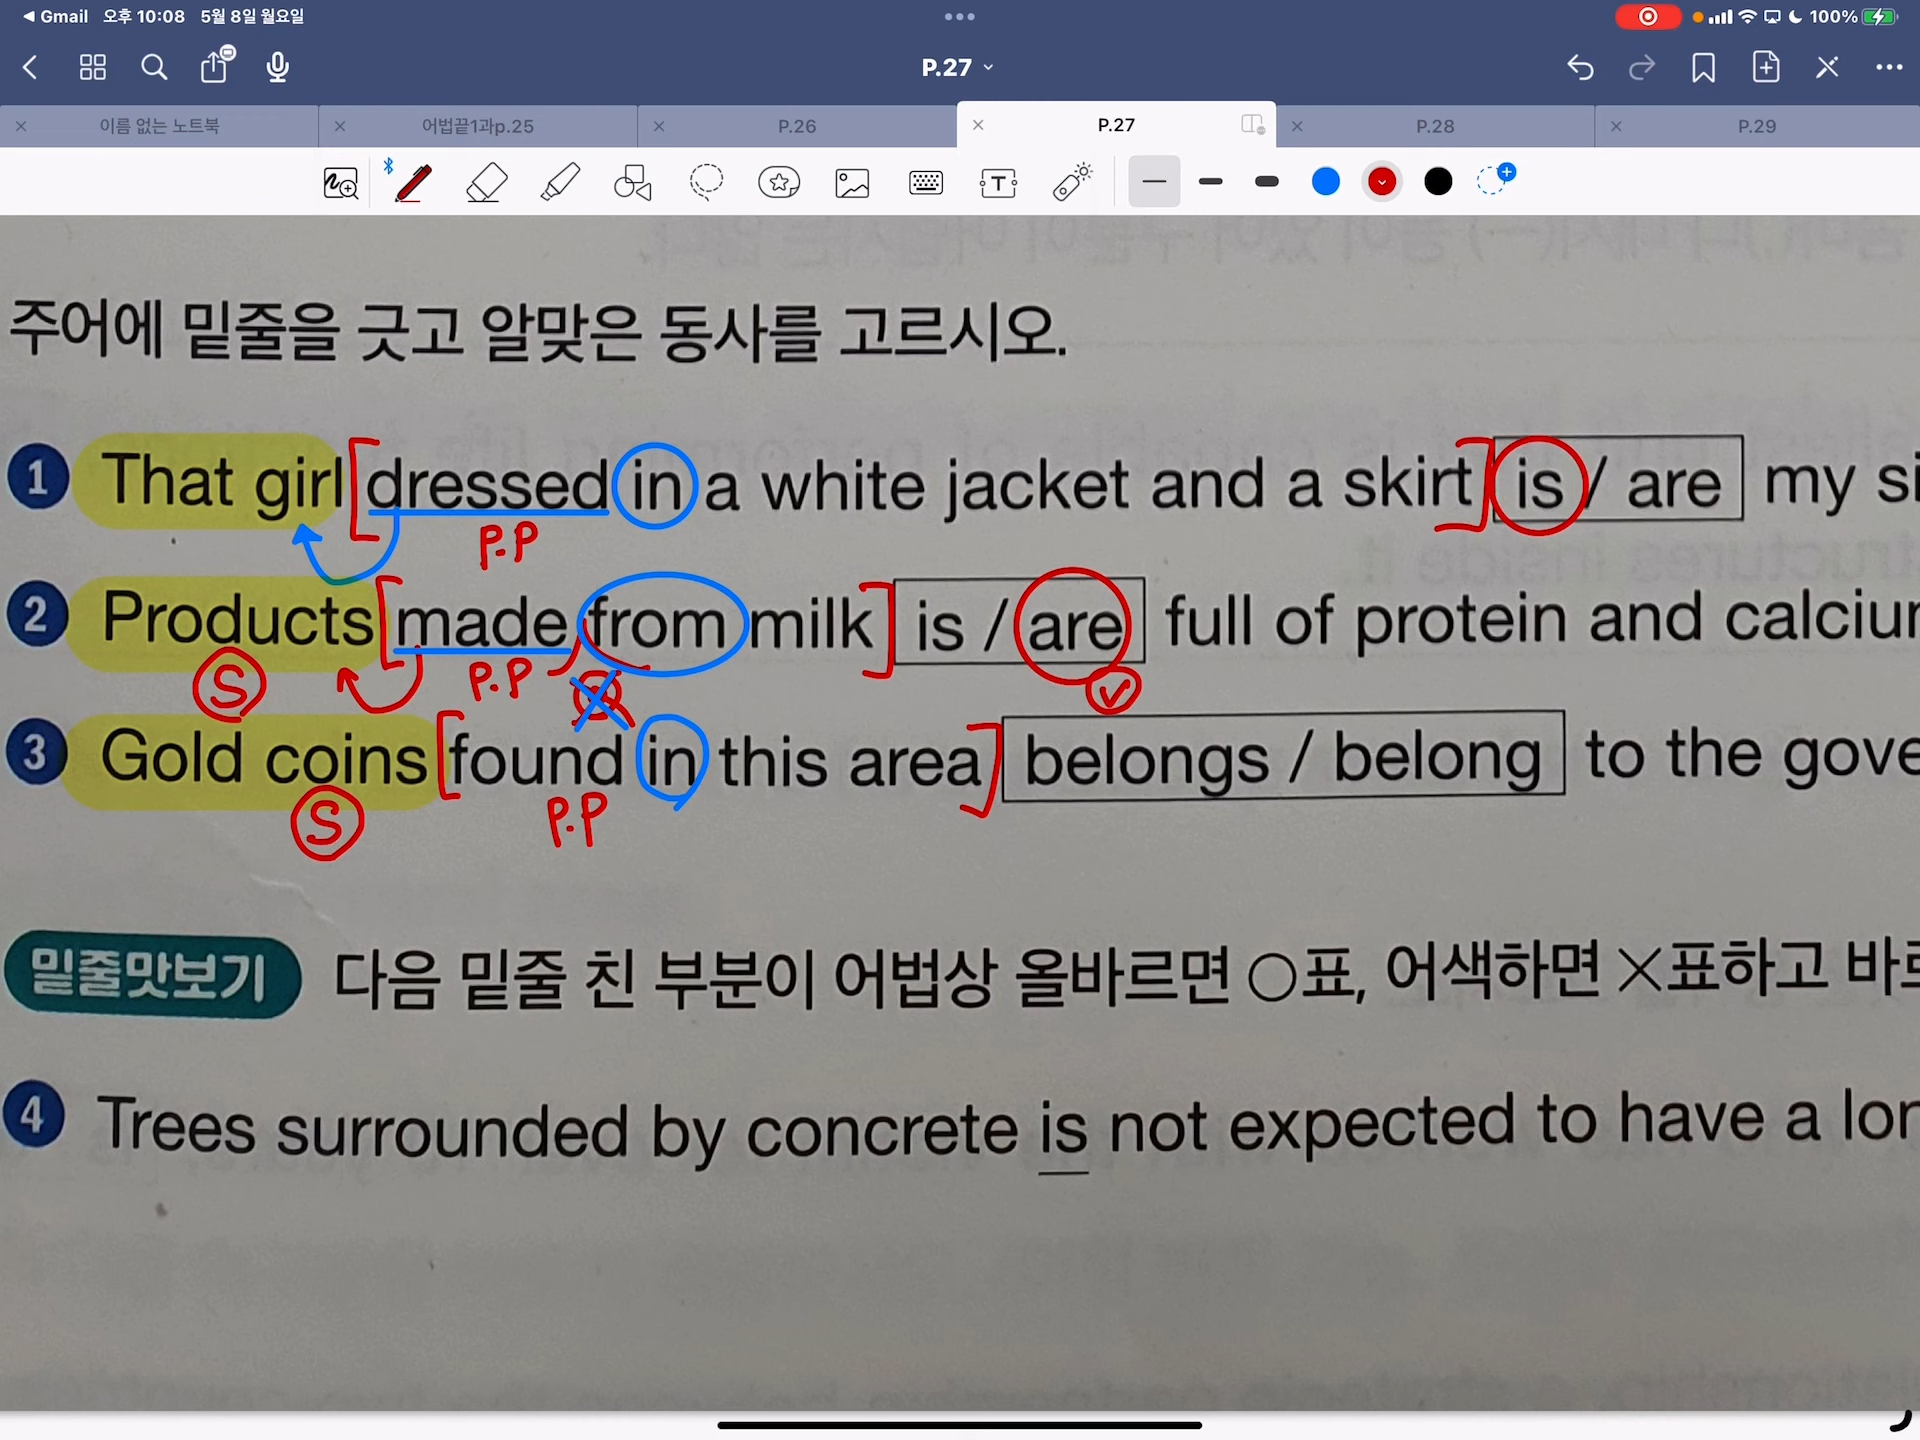 Gmail 오후 10:08 5월 8일 월요일 100%
P.27
이름 없는 노트북 어법끝1과p.25 P.26 P.27 P.28 P.29
주어에 밑줄을 긋고 알맞은 동사를 고르시오.
1 That girl [dressed in a white jacket and a skirt] is / are my si
P.P
2 Products [made from milk] is / are full of protein and calciu
S P.P
3 Gold coins [found in this area] belongs / belong to the gove
S P.P
밑줄맛보기 다음 밑줄 친 부분이 어법상 올바르면 ○표, 어색하면 ×표하고 바
4 Trees surrounded by concrete is not expected to have a lon